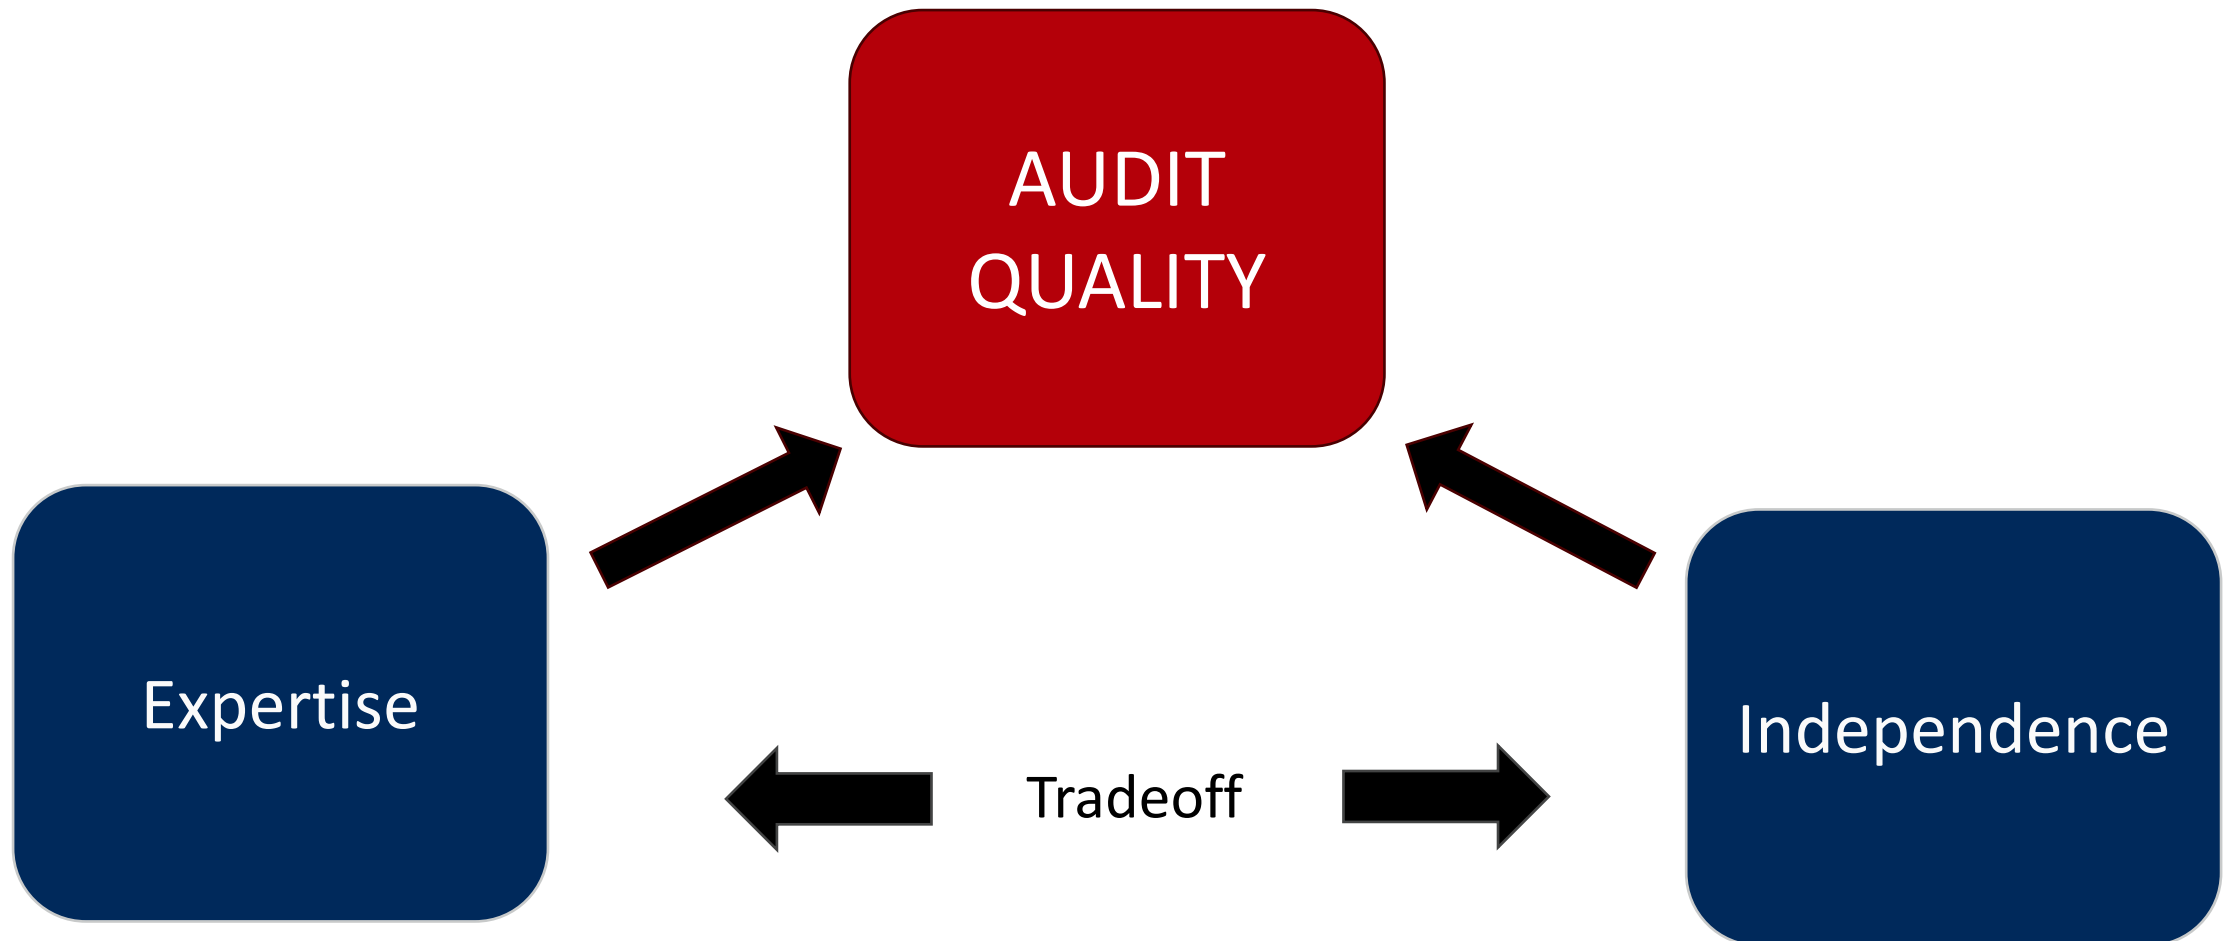 AUDIT
QUALITY
Expertise
Independence
Tradeoff